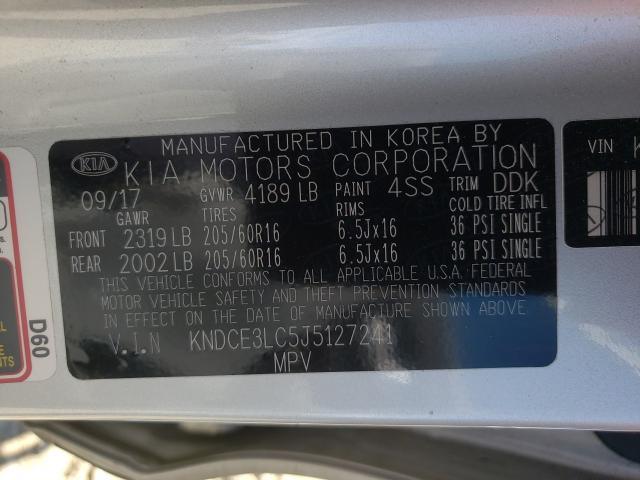 MANUFACTURED IN KOREA BY
KIA KIA MOTORS CORPORATION
09/17 GVWR 4189 LB PAINT 4SS TRIM DDK
GAWR TIRES RIMS COLD TIRE INFL
FRONT 2319 LB 205/60R16 6.5Jx16 36 PSI SINGLE
REAR 2002 LB 205/60R16 6.5Jx16 36 PSI SINGLE
THIS VEHICLE CONFORMS TO ALL APPLICABLE U.S.A. FEDERAL
MOTOR VEHICLE SAFETY AND THEFT PREVENTION STANDARDS
IN EFFECT ON THE DATE OF MANUFACTURE SHOWN ABOVE
V.I.N KNDCE3LC5J5127241
MPV
D60
VIN K